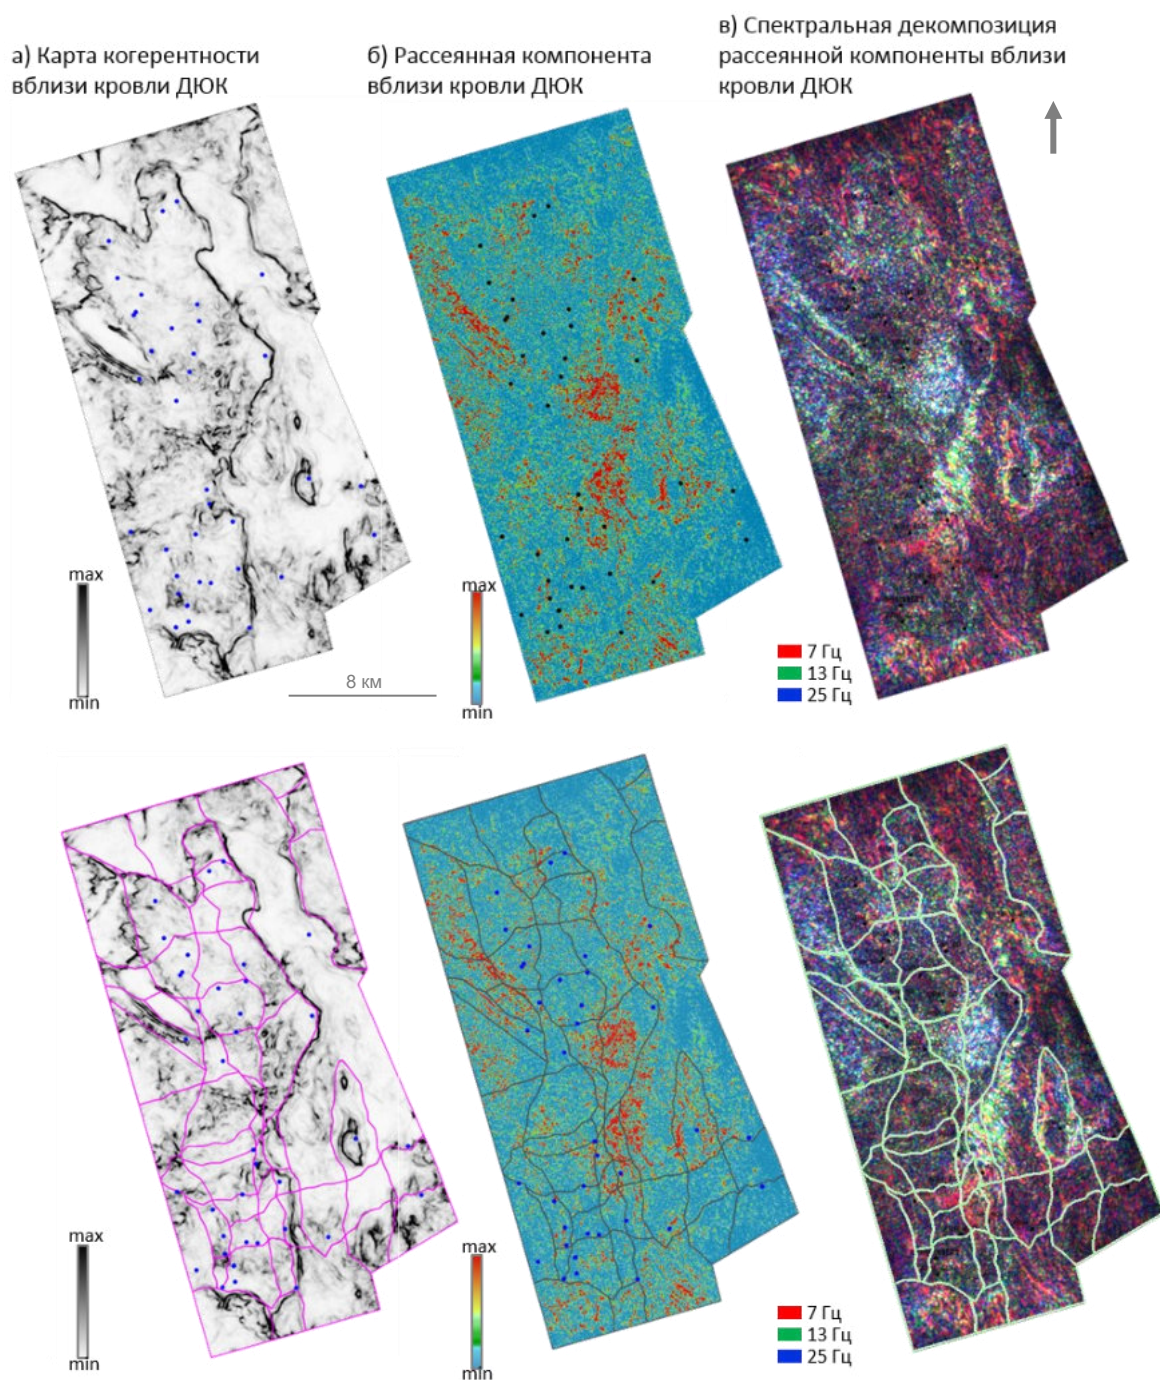 а) Карта когерентности
вблизи кровли ДЮК
б) Рассеянная компонента
вблизи кровли ДЮК
в) Спектральная декомпозиция
рассеянной компоненты вблизи
кровли ДЮК
max
min
8 км
max
min
7 Гц
13 Гц
25 Гц
max
min
max
min
7 Гц
13 Гц
25 Гц